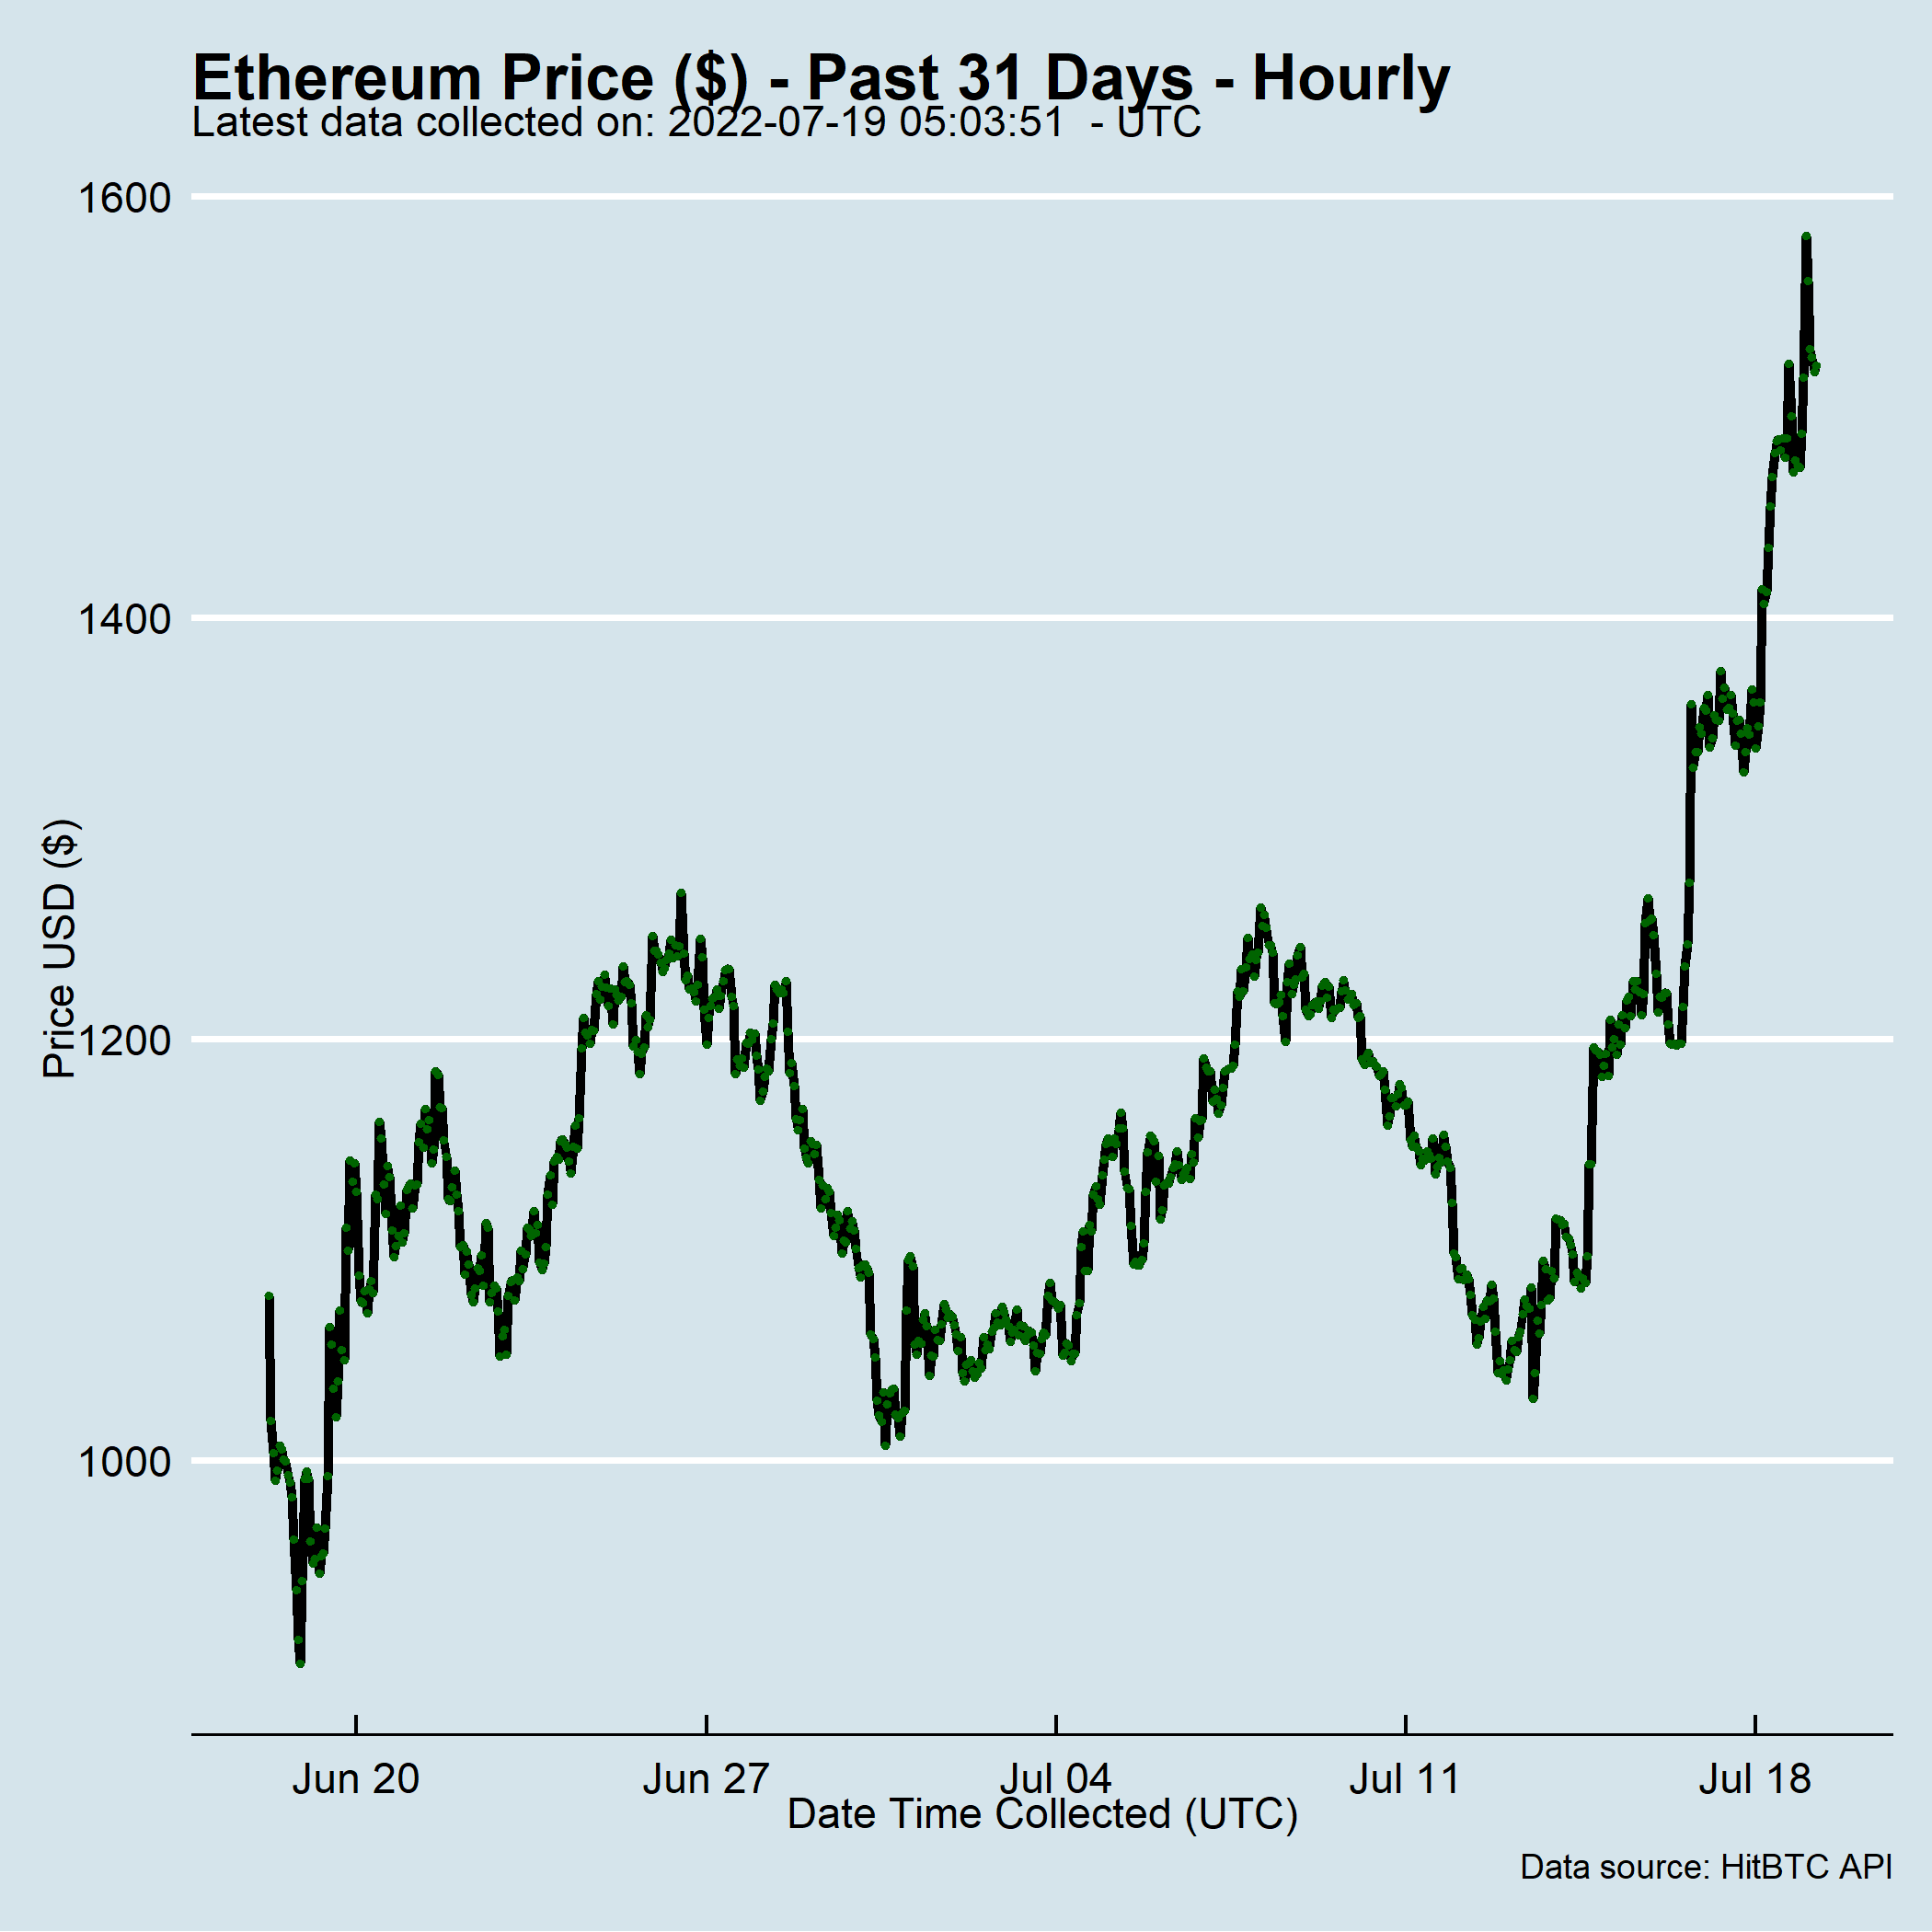 Ethereum Price ($) - Past 31 Days - Hourly
Latest data collected on: 2022-07-19 05:03:51  - UTC
1600
1400
1200
1000
Price USD ($)
Jun 20
Jun 27
Jul 04
Jul 11
Jul 18
Date Time Collected (UTC)
Data source: HitBTC API